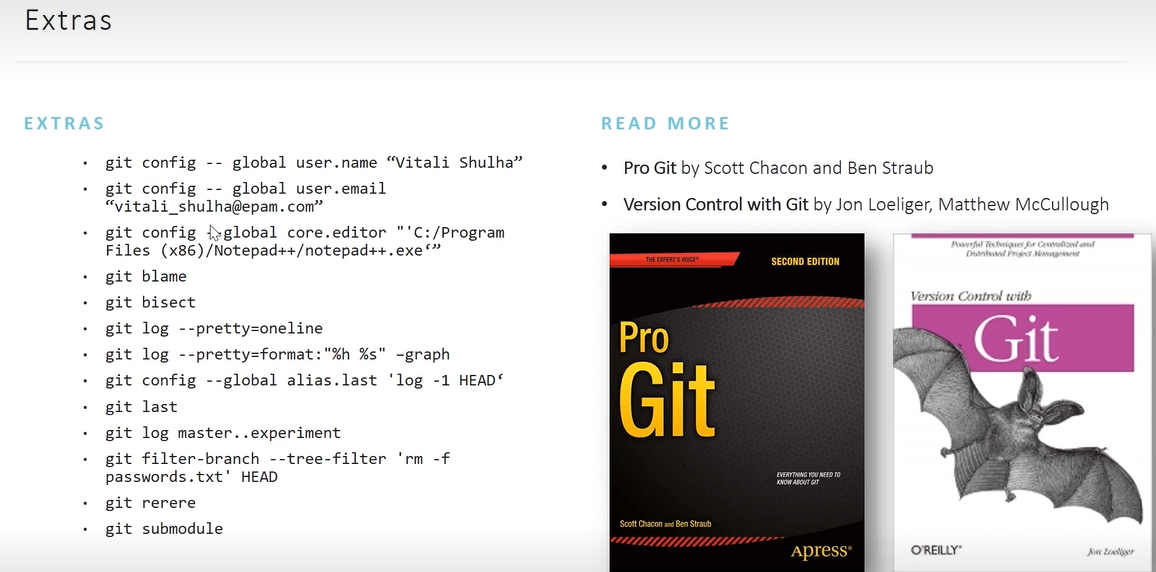 Extras
EXTRAS
• git config -- global user.name “Vitali Shulha”
• git config -- global user.email
“vitali_shulha@epam.com”
• git config --global core.editor "'C:/Program
Files (x86)/Notepad++/notepad++.exe‘”
• git blame
• git bisect
• git log --pretty=oneline
• git log --pretty=format:"%h %s" –graph
• git config --global alias.last 'log -1 HEAD‘
• git last
• git log master..experiment
• git filter-branch --tree-filter 'rm -f
passwords.txt' HEAD
• git rerere
• git submodule
READ MORE
• Pro Git by Scott Chacon and Ben Straub
• Version Control with Git by Jon Loeliger, Matthew McCullough
THE EXPERT'S VOICE®
SECOND EDITION
Pro
Git
EVERYTHING YOU NEED TO
KNOW ABOUT GIT
Scott Chacon and Ben Straub
Apress®
Powerful Techniques for Centralized and
Distributed Project Management
Version Control with
Git
O'REILLY®
Jon Loeliger